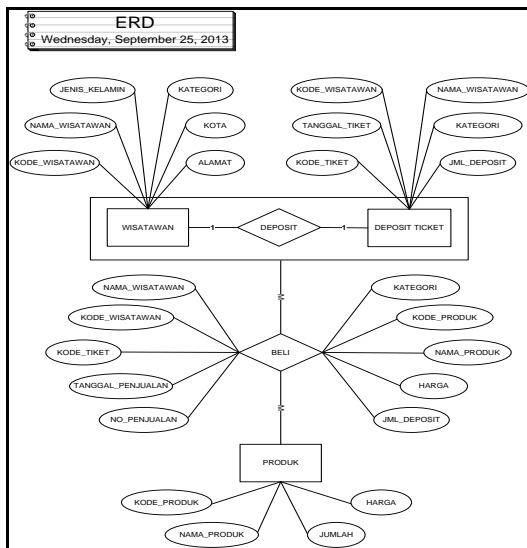 ERD
Wednesday, September 25, 2013
JENIS_KELAMIN
KATEGORI
NAMA_WISATAWAN
KOTA
KODE_WISATAWAN
ALAMAT
KODE_WISATAWAN
NAMA_WISATAWAN
TANGGAL_TIKET
KATEGORI
KODE_TIKET
JML_DEPOSIT
WISATAWAN
1
DEPOSIT
1
DEPOSIT TICKET
NAMA_WISATAWAN
KATEGORI
KODE_WISATAWAN
KODE_PRODUK
KODE_TIKET
BELI
NAMA_PRODUK
TANGGAL_PENJUALAN
HARGA
NO_PENJUALAN
JML_DEPOSIT
PRODUK
KODE_PRODUK
HARGA
NAMA_PRODUK
JUMLAH